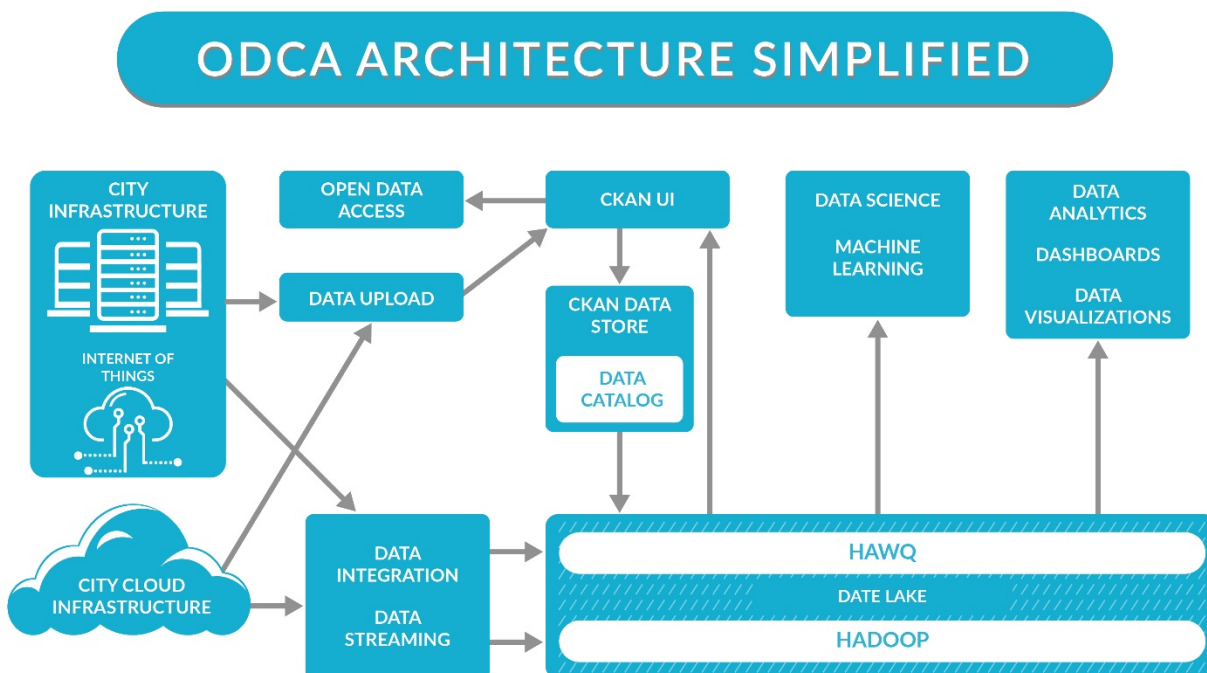 ODCA ARCHITECTURE SIMPLIFIED
CITY
INFRASTRUCTURE
INTERNET OF
THINGS
CITY CLOUD
INFRASTRUCTURE
OPEN DATA
ACCESS
DATA UPLOAD
CKAN UI
CKAN DATA
STORE
DATA
CATALOG
DATA SCIENCE
MACHINE
LEARNING
DATA
ANALYTICS
DASHBOARDS
DATA
VISUALIZATIONS
DATA
INTEGRATION
DATA
STREAMING
HAWQ
DATE LAKE
HADOOP